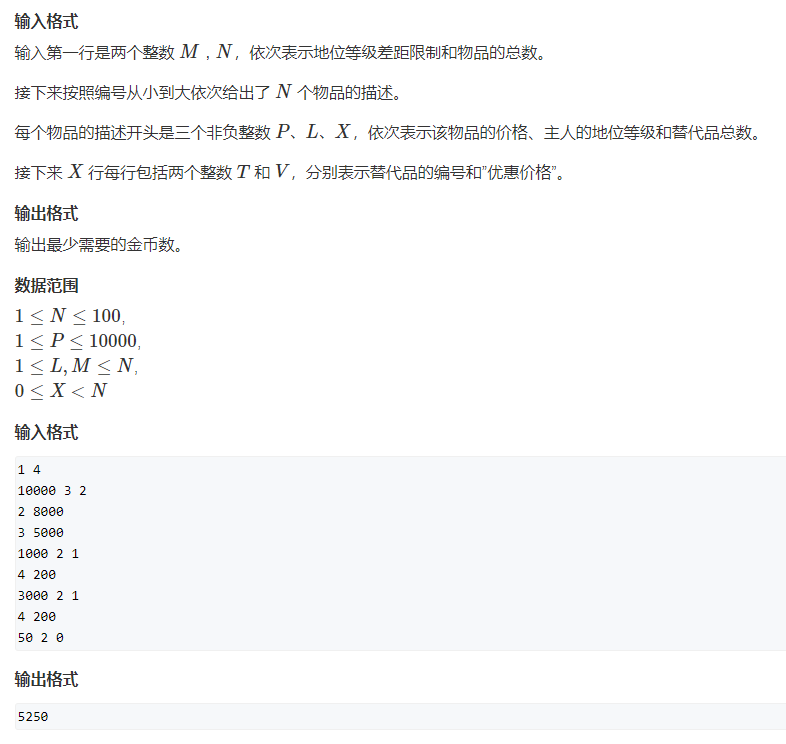 输入格式
输入第一行是两个整数 M , N，依次表示地位等级差距限制和物品的总数。
接下来按照编号从小到大依次给出了 N 个物品的描述。
每个物品的描述开头是三个非负整数 P、L、X，依次表示该物品的价格、主人的地位等级和替代品总数。
接下来 X 行每行包括两个整数 T 和 V，分别表示替代品的编号和”优惠价格”。
输出格式
输出最少需要的金币数。
数据范围
1 ≤ N ≤ 100,
1 ≤ P ≤ 10000,
1 ≤ L, M ≤ N,
0 ≤ X < N
输入格式
1 4
10000 3 2
2 8000
3 5000
1000 2 1
4 200
3000 2 1
4 200
50 2 0
输出格式
5250